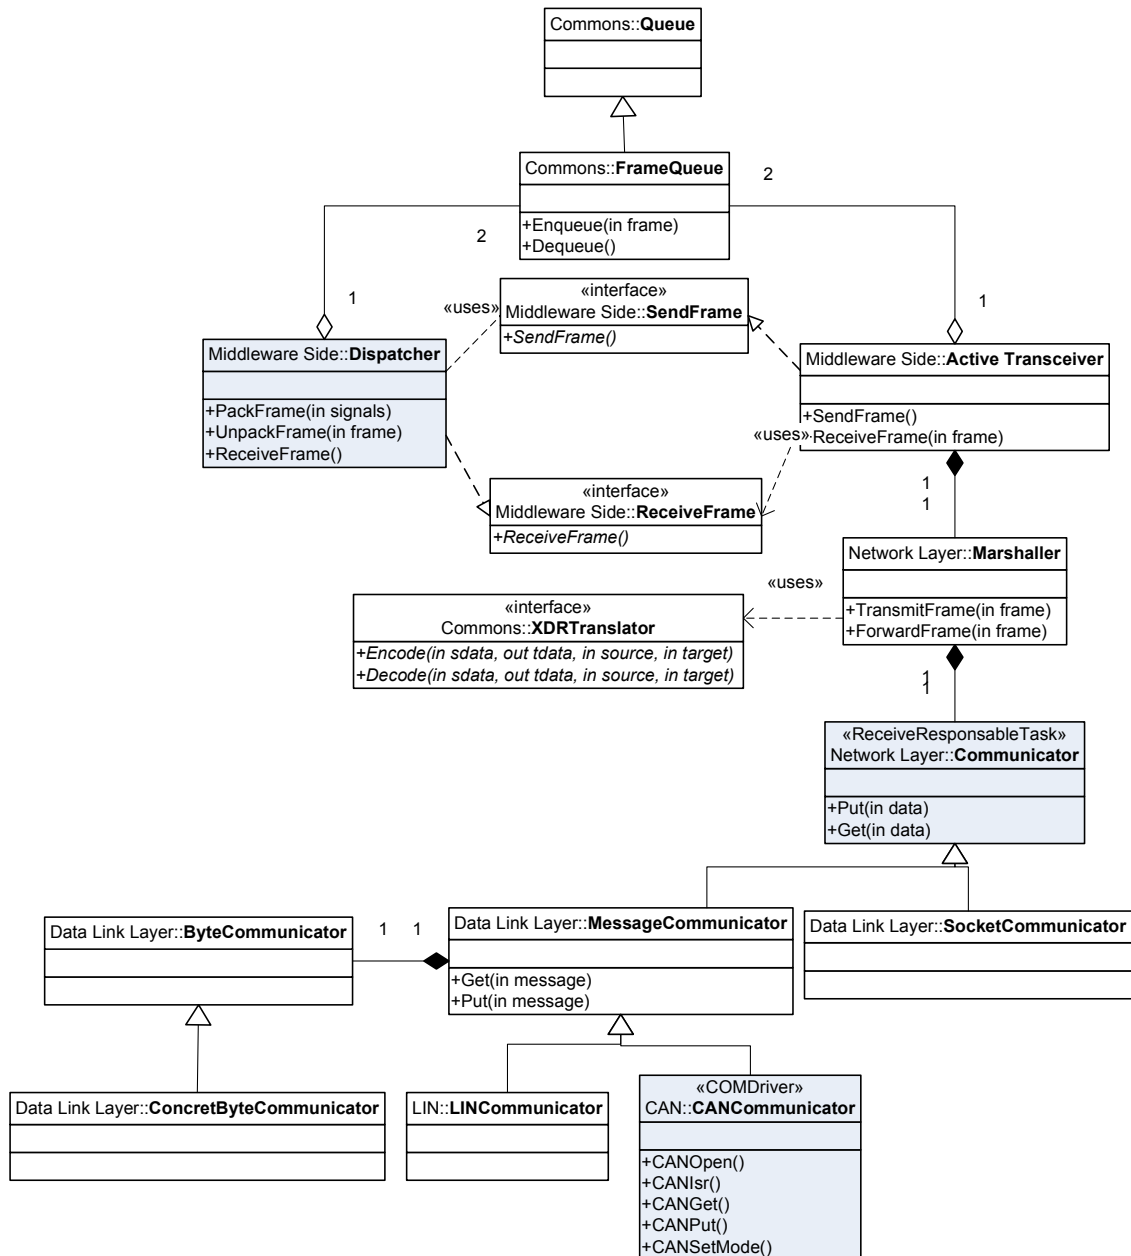 Commons::Queue
Commons::FrameQueue
+Enqueue(in frame)
+Dequeue()
2
2
1
1
«interface»
Middleware Side::SendFrame
+SendFrame()
«uses»
Middleware Side::Dispatcher
+PackFrame(in signals)
+UnpackFrame(in frame)
+ReceiveFrame()
Middleware Side::Active Transceiver
+SendFrame()
ReceiveFrame(in frame)
«uses»
«interface»
Middleware Side::ReceiveFrame
+ReceiveFrame()
1
1
Network Layer::Marshaller
+TransmitFrame(in frame)
+ForwardFrame(in frame)
«uses»
«interface»
Commons::XDRTranslator
+Encode(in sdata, out tdata, in source, in target)
+Decode(in sdata, out tdata, in source, in target)
1
1
«ReceiveResponsableTask»
Network Layer::Communicator
+Put(in data)
+Get(in data)
Data Link Layer::ByteCommunicator
1
1
Data Link Layer::MessageCommunicator
+Get(in message)
+Put(in message)
Data Link Layer::SocketCommunicator
Data Link Layer::ConcretByteCommunicator
LIN::LINCommunicator
«COMDriver»
CAN::CANCommunicator
+CANOpen()
+CANIsr()
+CANGet()
+CANPut()
+CANSetMode()